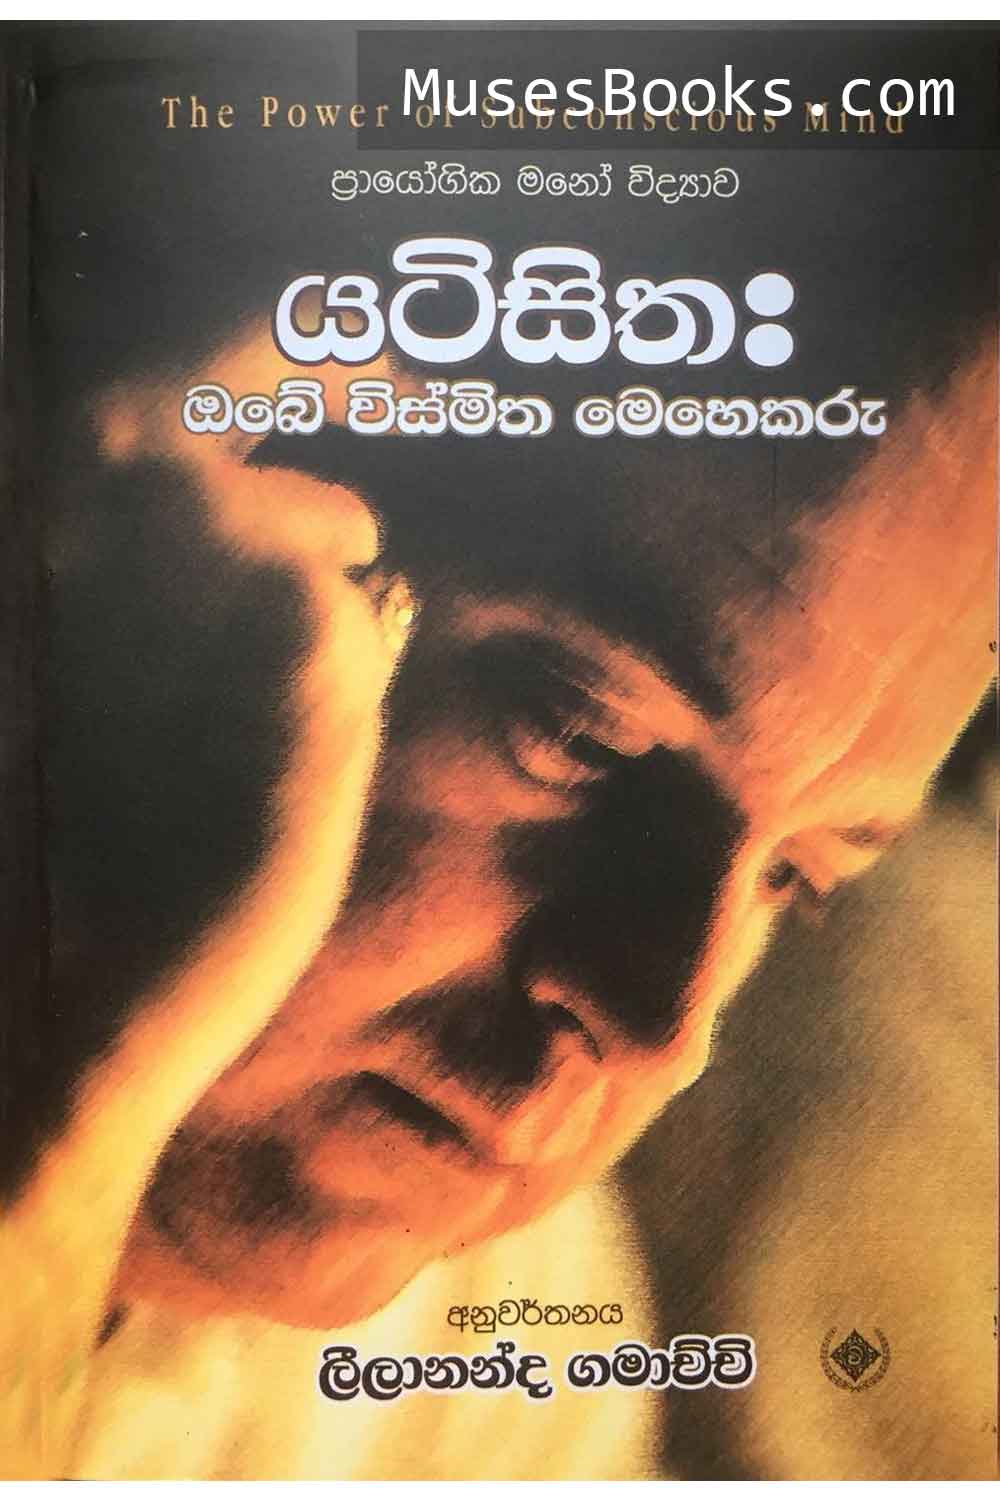 MusesBooks.com
The Power of Subconscious Mind
ප්‍රායෝගික මනෝ විද්‍යාව
යටිසිතඃ
ඔබේ විස්මිත මෙහෙකරු
අනුවර්තනය
ලීලානන්ද ගමාච්චි